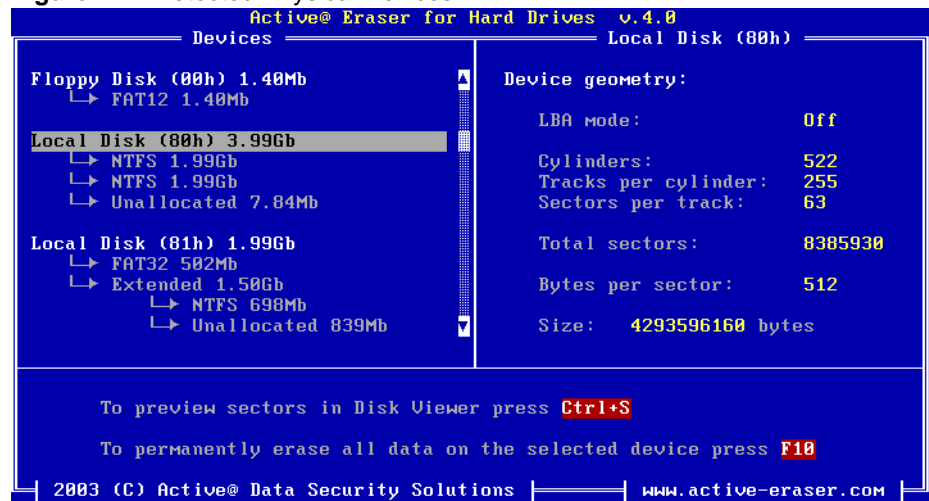 Active@ Eraser for Hard Drives v.4.0
Devices
Floppy Disk (00h) 1.40Mb
FAT12 1.40Mb
Local Disk (80h) 3.99Gb
NTFS 1.99Gb
NTFS 1.99Gb
Unallocated 7.84Mb
Local Disk (81h) 1.99Gb
FAT32 502Mb
Extended 1.50Gb
NTFS 698Mb
Unallocated 839Mb
Local Disk (80h)
Device geometry:
LBA mode: Off
Cylinders: 522
Tracks per cylinder: 255
Sectors per track: 63
Total sectors: 8385930
Bytes per sector: 512
Size: 4293596160 bytes
To preview sectors in Disk Viewer press Ctrl+S
To permanently erase all data on the selected device press F10
2003 (C) Active@ Data Security Solutions
www.active-eraser.com